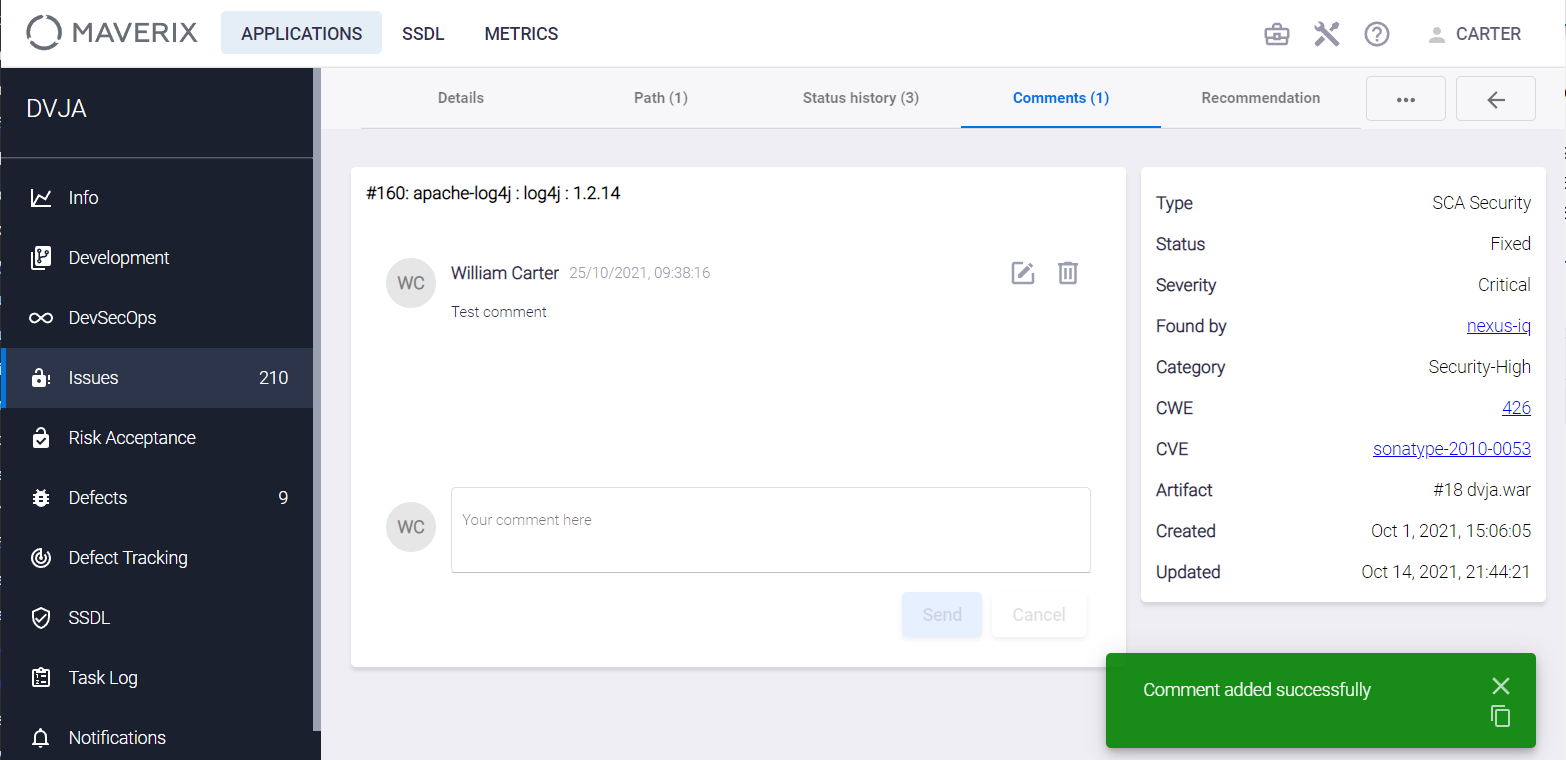 MAVERIX
APPLICATIONS
SSDL
METRICS
CARTER
DVJA
Info
Development
DevSecOps
Issues 210
Risk Acceptance
Defects 9
Defect Tracking
SSDL
Task Log
Notifications
Details
Path (1)
Status history (3)
Comments (1)
Recommendation
#160: apache-log4j : log4j : 1.2.14
WC
William Carter 25/10/2021, 09:38:16
Test comment
WC
Your comment here
Send
Cancel
Type SCA Security
Status Fixed
Severity Critical
Found by nexus-iq
Category Security-High
CWE 426
CVE sonatype-2010-0053
Artifact #18 dvja.war
Created Oct 1, 2021, 15:06:05
Updated Oct 14, 2021, 21:44:21
Comment added successfully